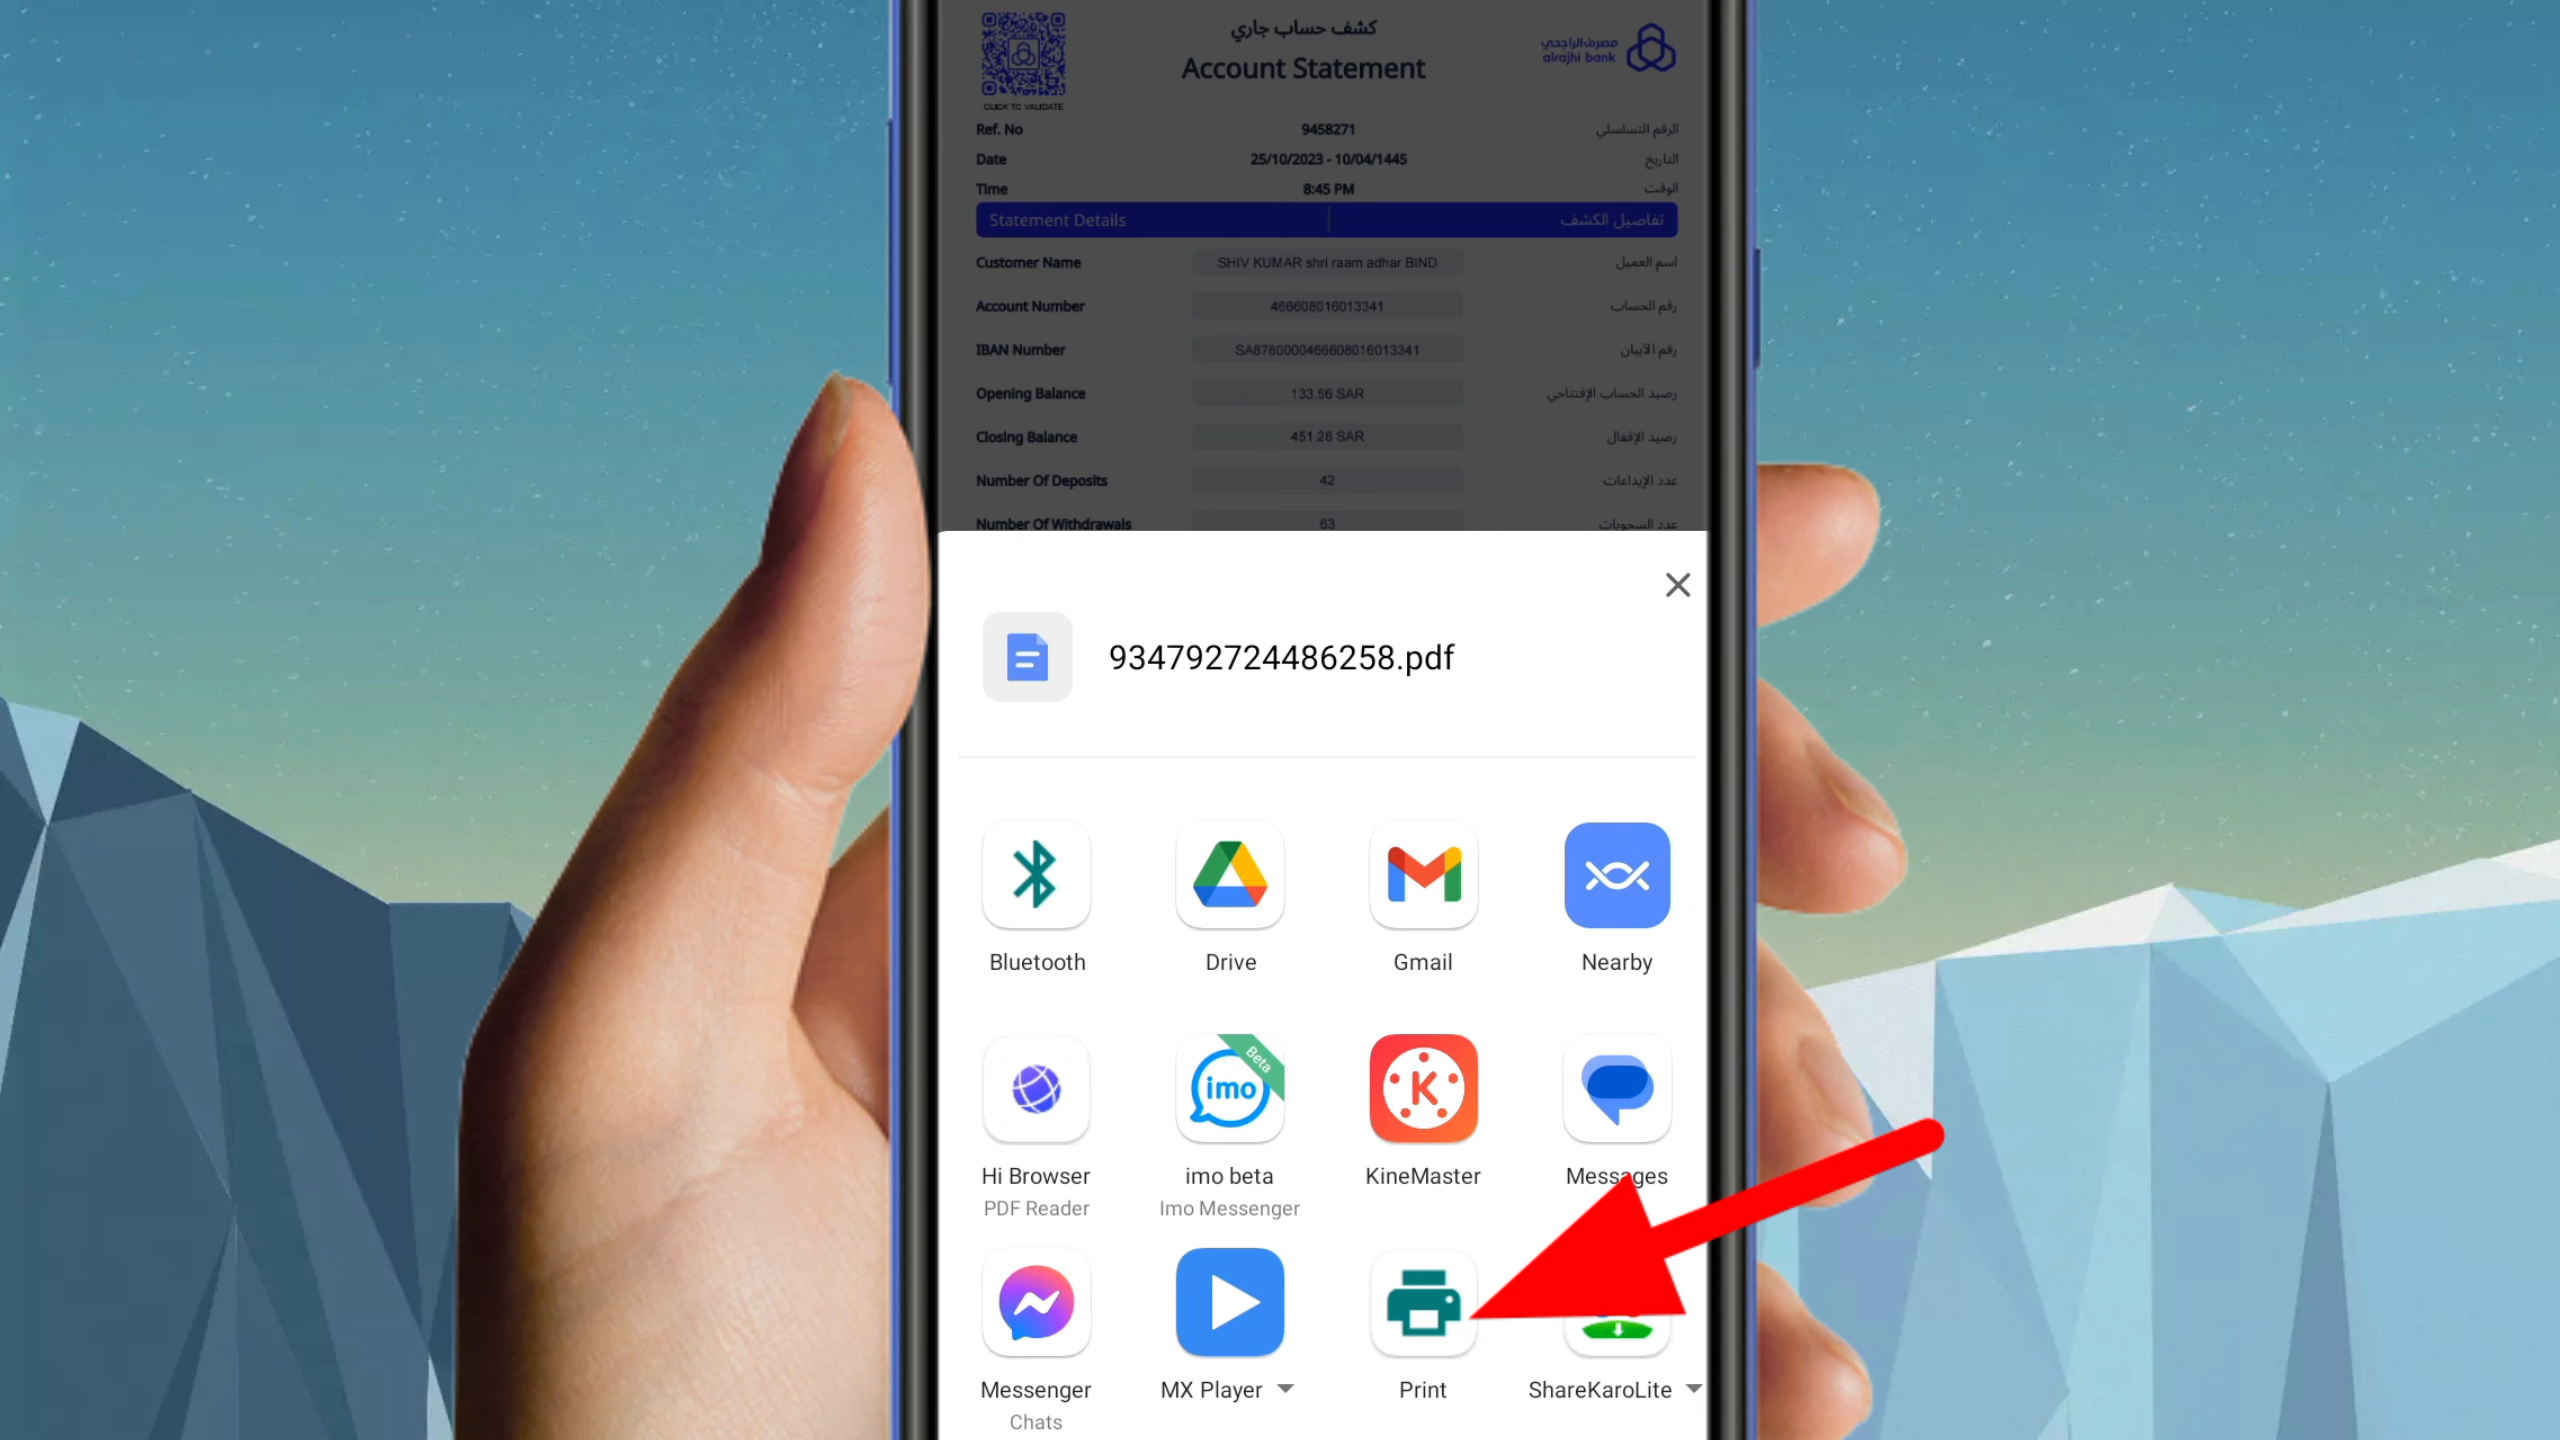 كشف حساب جاري
Account Statement
مصرف الراجحي
alrajhi bank
CLICK TO VALIDATE
Ref. No 9458271 الرقم التسلسلي
Date 25/10/2023 - 10/04/1445 التاريخ
Time 8:45 PM الوقت
Statement Details تفاصيل الكشف
Customer Name SHIV KUMAR shri raam adhar BIND اسم العميل
Account Number 466608016013341 رقم الحساب
IBAN Number SA8780000466608016013341 رقم الآيبان
Opening Balance 133.56 SAR رصيد الحساب الإفتتاحي
Closing Balance 451.28 SAR رصيد الإقفال
Number Of Deposits 42 عدد الإيداعات
Number Of Withdrawals 63 عدد السحوبات
934792724486258.pdf
Bluetooth Drive Gmail Nearby
Beta
imo
K
Hi Browser imo beta KineMaster Messages
PDF Reader Imo Messenger
Messenger MX Player Print ShareKaroLite
Chats